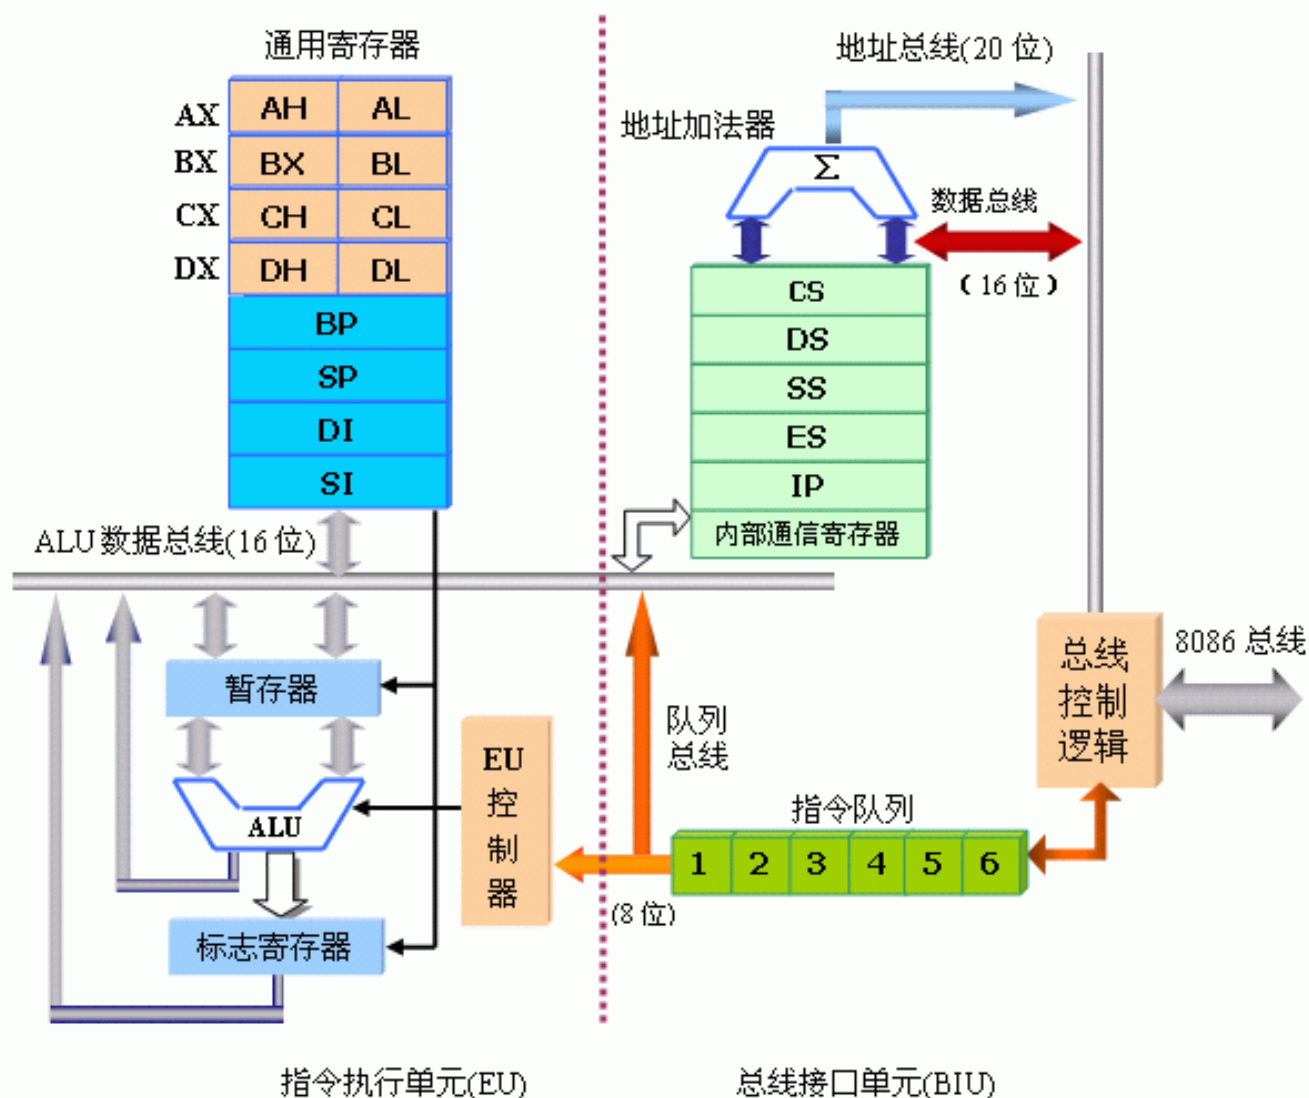 通用寄存器
AX AH AL
BX BX BL
CX CH CL
DX DH DL
BP
SP
DI
SI
ALU 数据总线(16 位)
暂存器
ALU
标志寄存器
EU
控
制
器
指令执行单元(EU)
地址总线(20 位)
地址加法器
Σ
数据总线
(16 位)
CS
DS
SS
ES
IP
内部通信寄存器
总线
控制
逻辑
8086 总线
队列
总线
指令队列
1 2 3 4 5 6
(8 位)
总线接口单元(BIU)